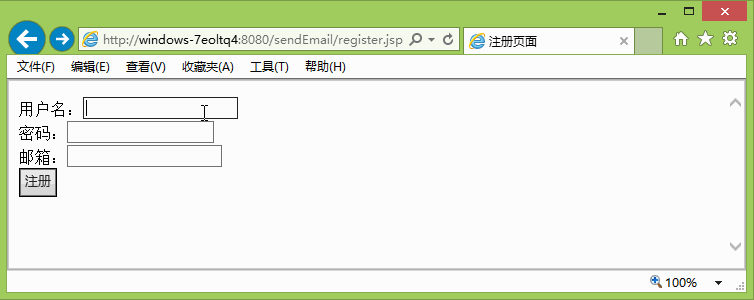 http://windows-7eoltq4:8080/sendEmail/register.jsp
注册页面
文件(F) 编辑(E) 查看(V) 收藏夹(A) 工具(T) 帮助(H)
用户名：
密码：
邮箱：
注册
100%